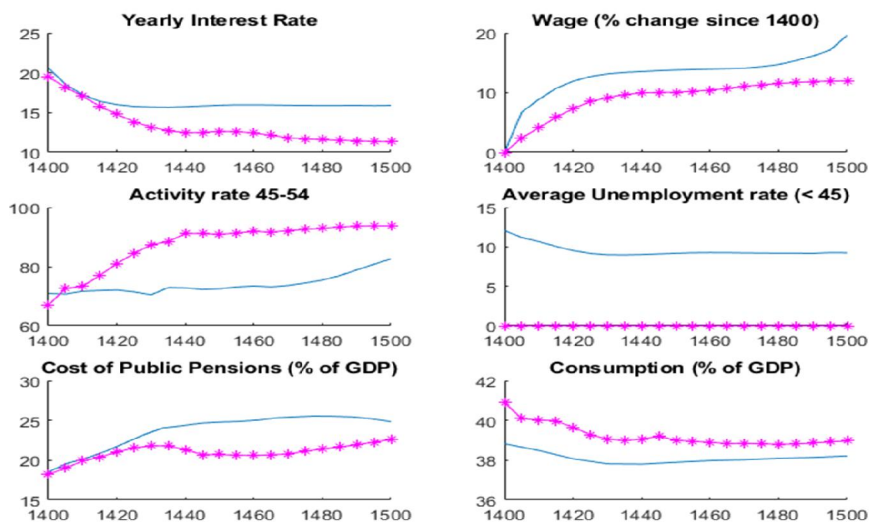 Yearly Interest Rate
25
20
15
10
1400 1420 1440 1460 1480 1500
Wage (% change since 1400)
20
10
0
1400 1420 1440 1460 1480 1500
Activity rate 45-54
100
80
60
1400 1420 1440 1460 1480 1500
Average Unemployment rate (< 45)
15
10
5
0
1400 1420 1440 1460 1480 1500
Cost of Public Pensions (% of GDP)
30
25
20
15
1400 1420 1440 1460 1480 1500
Consumption (% of GDP)
42
40
38
36
1400 1420 1440 1460 1480 1500